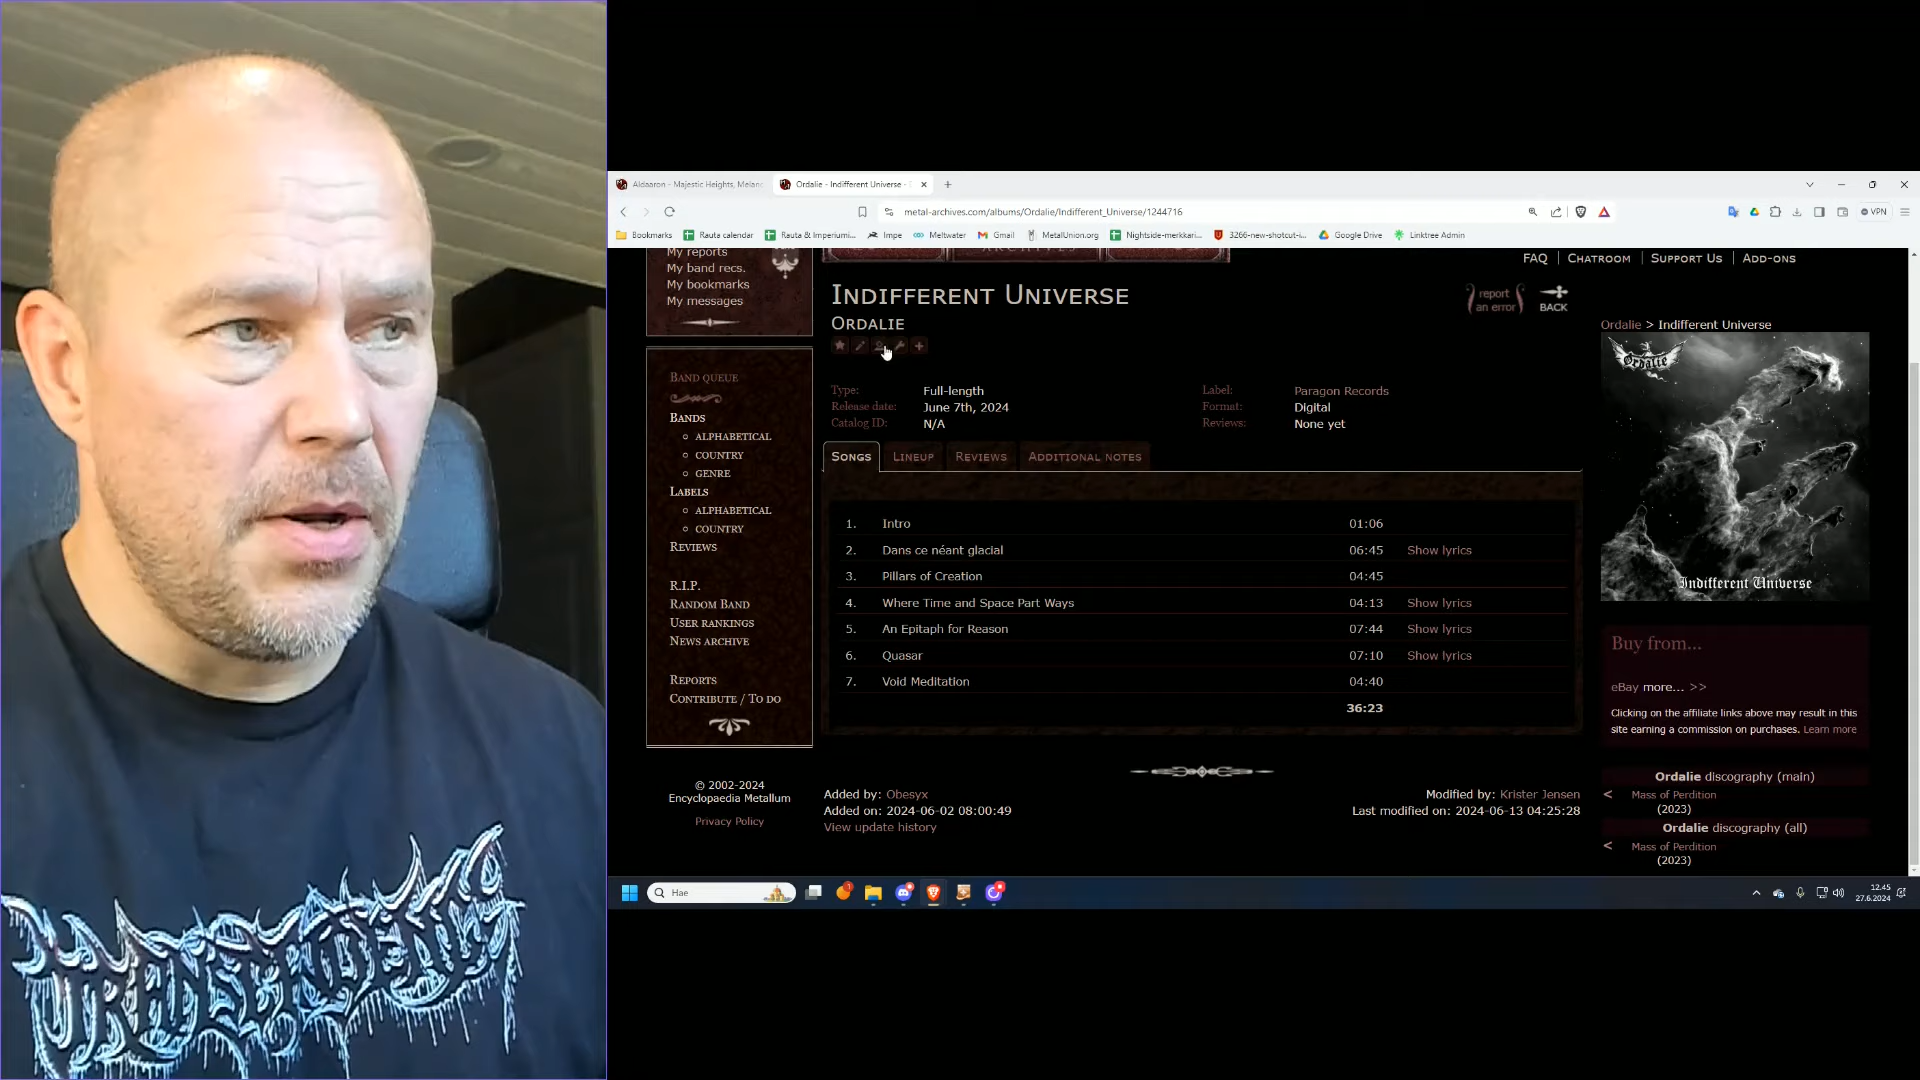 Aldaaron - Majestic Heights, Melanc
Ordalie - Indifferent Universe -
metal-archives.com/albums/Ordalie/Indifferent_Universe/1244716
VPN
Bookmarks
Rauta calendar
Rauta & Imperiumi...
Impe
Meltwater
Gmail
MetalUnion.org
Nightside-merkkari...
3266-new-shotcut-i...
Google Drive
Linktree Admin
My reports
My band recs.
My bookmarks
My messages
FAQ | Chatroom | Support Us | Add-ons
Indifferent Universe
Ordalie
report
an error
BACK
Ordalie > Indifferent Universe
Type: Full-length
Release date: June 7th, 2024
Catalog ID: N/A
Label: Paragon Records
Format: Digital
Reviews: None yet
Band queue
Bands
Alphabetical
Country
Genre
Labels
Alphabetical
Country
Reviews
R.I.P.
Random Band
User rankings
News archive
Reports
Contribute / To do
Songs
Lineup
Reviews
Additional notes
1. Intro 01:06
2. Dans ce néant glacial 06:45 Show lyrics
3. Pillars of Creation 04:45
4. Where Time and Space Part Ways 04:13 Show lyrics
5. An Epitaph for Reason 07:44 Show lyrics
6. Quasar 07:10 Show lyrics
7. Void Meditation 04:40
36:23
Ordalie
Indifferent Universe
Buy from...
eBay more... >>
Clicking on the affiliate links above may result in this
site earning a commission on purchases. Learn more
Ordalie discography (main)
< Mass of Perdition
(2023)
Ordalie discography (all)
< Mass of Perdition
(2023)
© 2002-2024
Encyclopaedia Metallum
Privacy Policy
Added by: Obesyx
Added on: 2024-06-02 08:00:49
View update history
Modified by: Krister Jensen
Last modified on: 2024-06-13 04:25:28
Hae
12.45
27.6.2024